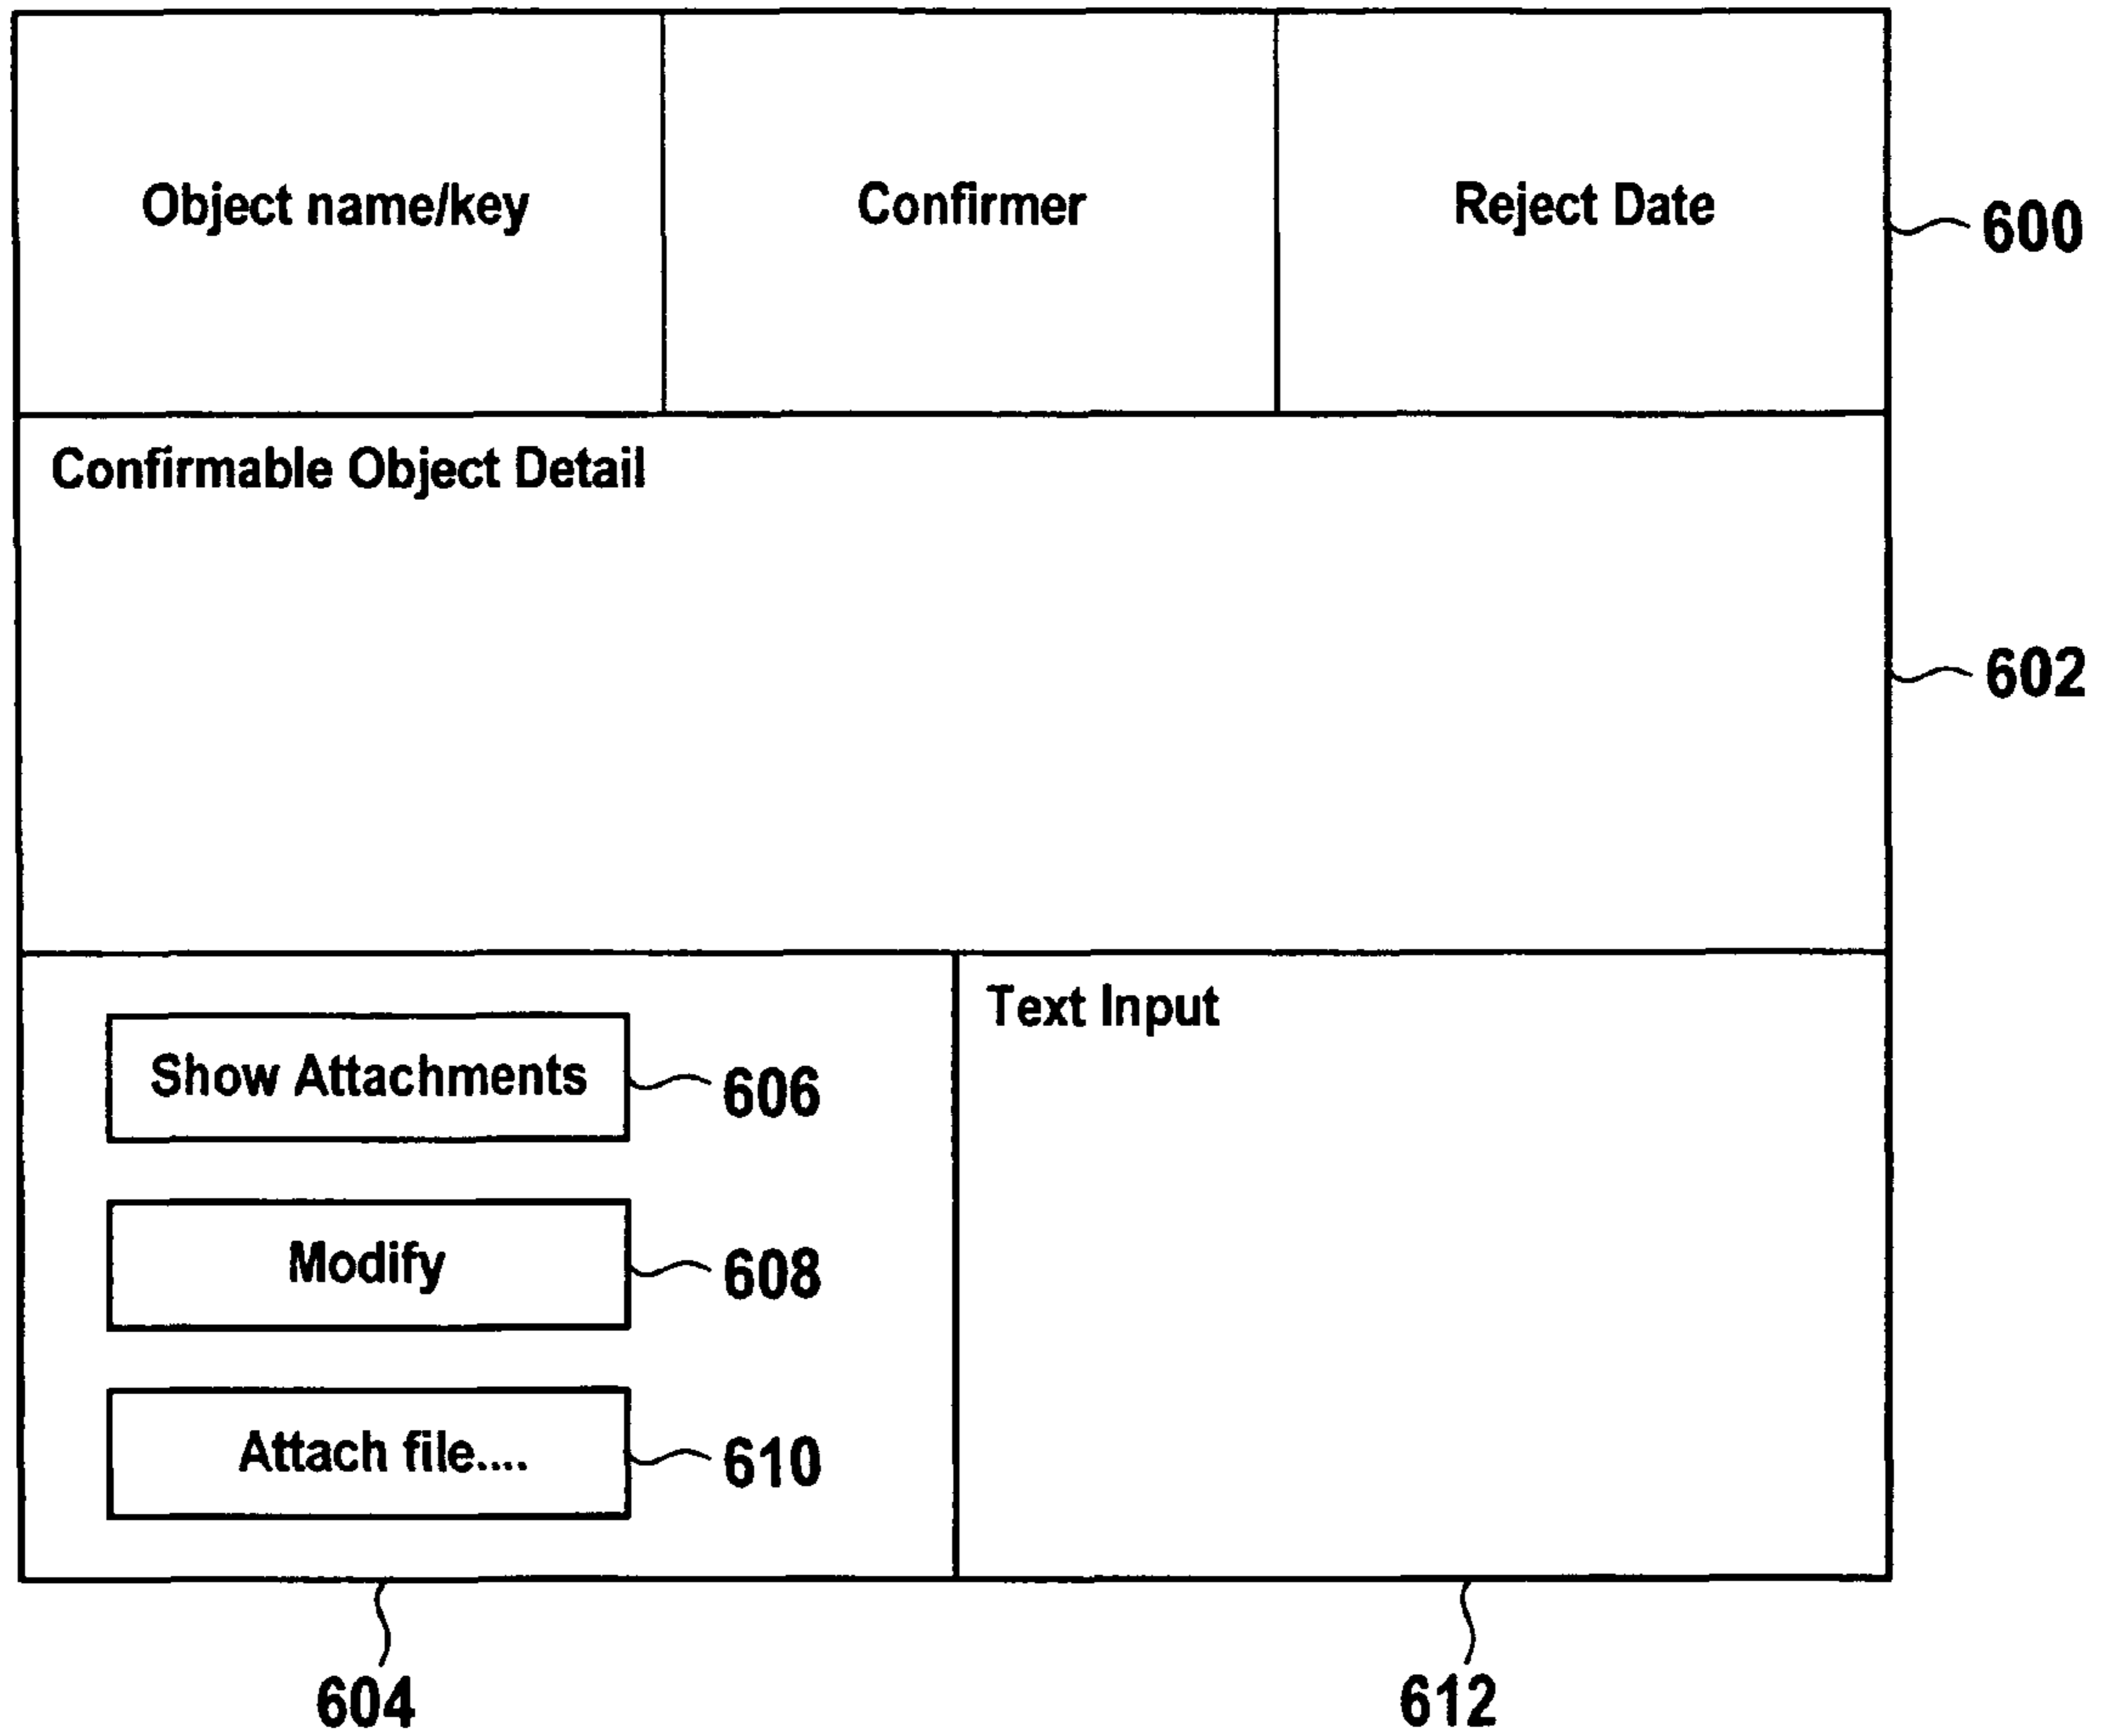 Object name/key
Confirmer
Reject Date
600
Confirmable Object Detail
602
Show Attachments
606
Modify
608
Attach file....
610
Text Input
604
612